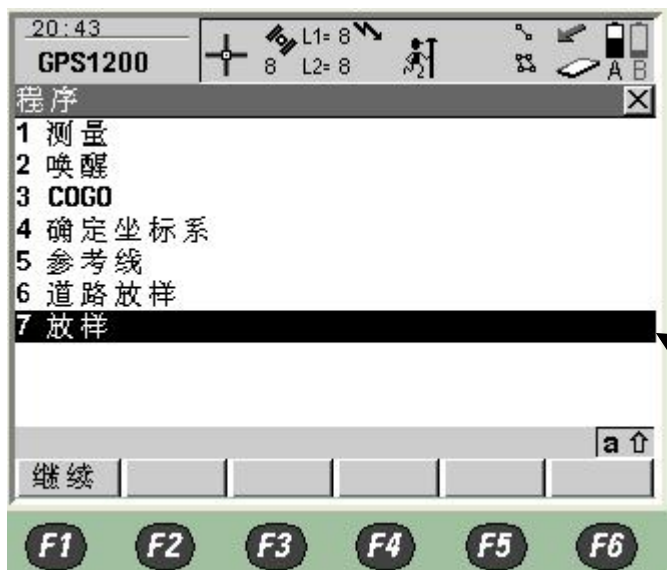 20:43
GPS1200
L1= 8
8 L2= 8
A B
程序
1 测量
2 唤醒
3 COGO
4 确定坐标系
5 参考线
6 道路放样
7 放样
a
继续
F1 F2 F3 F4 F5 F6